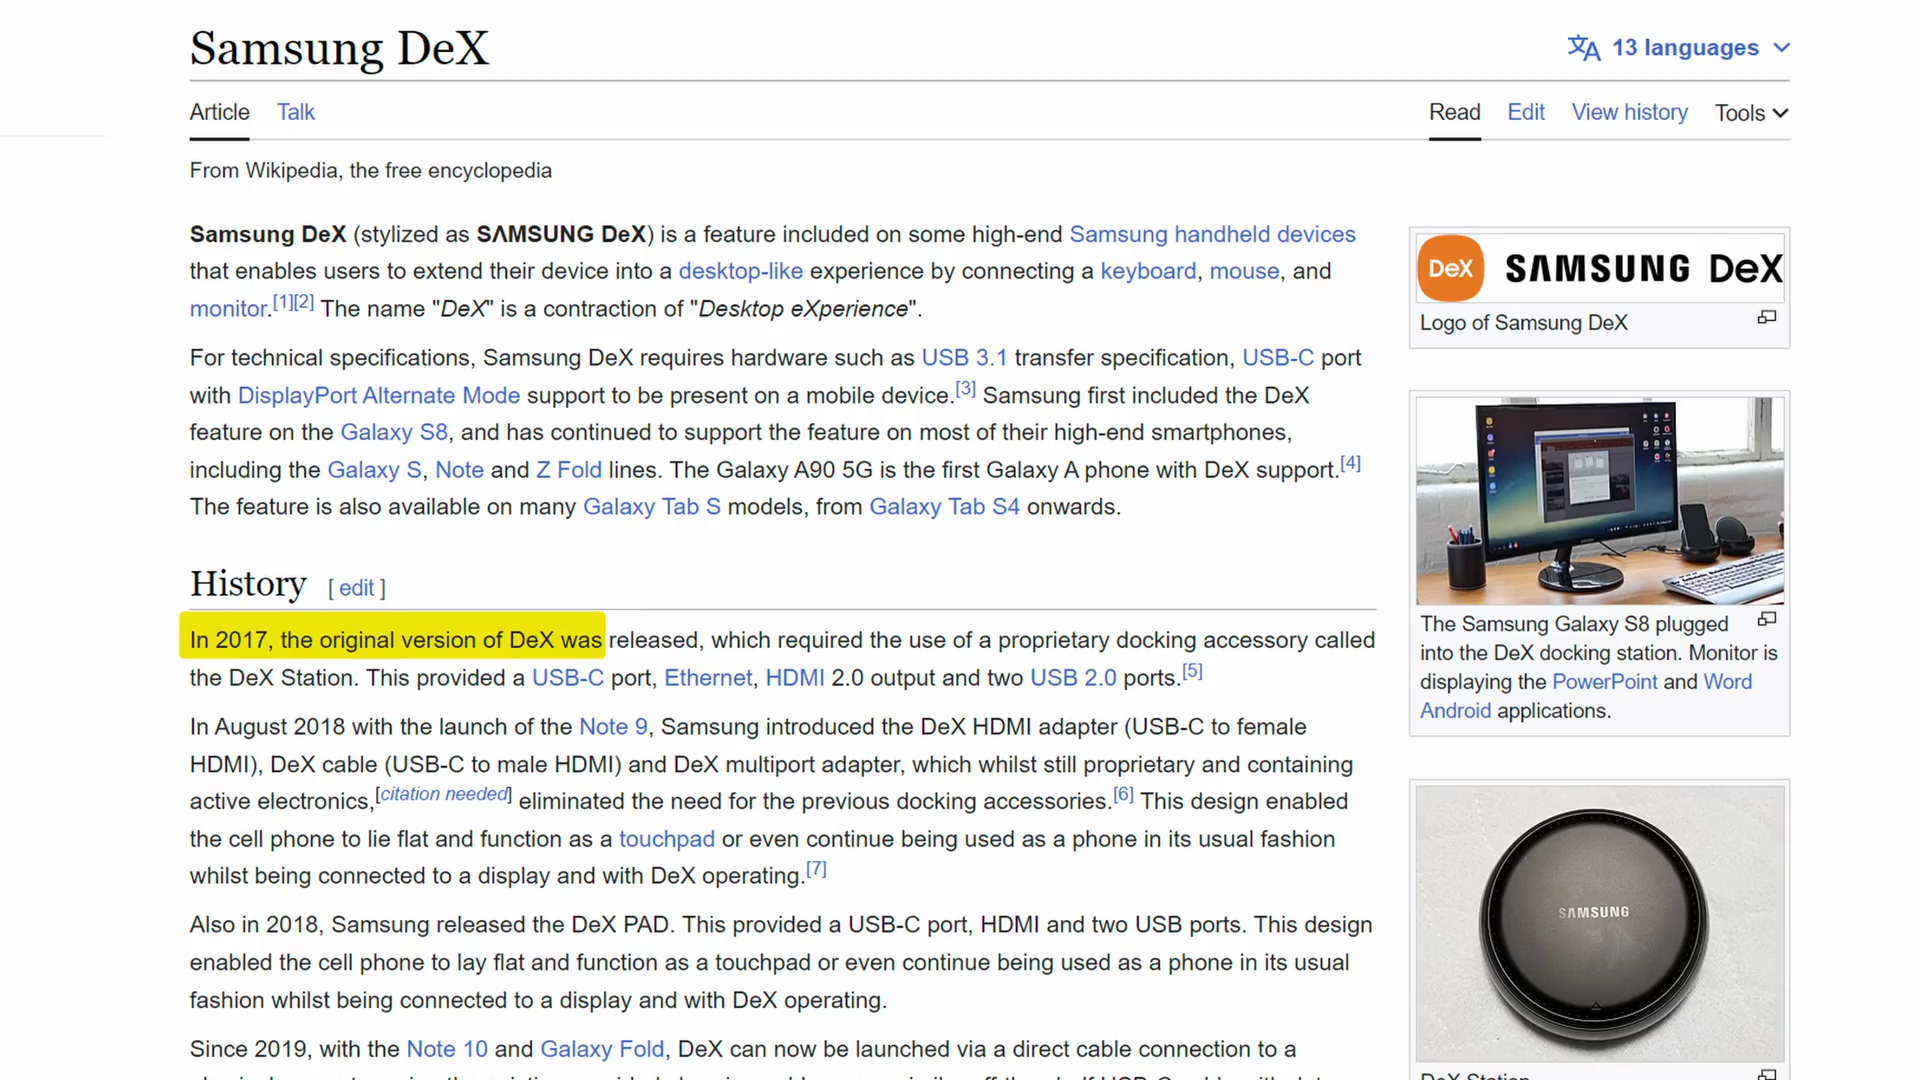 Samsung DeX
13 languages
Article Talk
Read Edit View history Tools
From Wikipedia, the free encyclopedia
Samsung DeX (stylized as SΛMSUNG DeX) is a feature included on some high-end Samsung handheld devices
that enables users to extend their device into a desktop-like experience by connecting a keyboard, mouse, and
monitor.[1][2] The name "DeX" is a contraction of "Desktop eXperience".
For technical specifications, Samsung DeX requires hardware such as USB 3.1 transfer specification, USB-C port
with DisplayPort Alternate Mode support to be present on a mobile device.[3] Samsung first included the DeX
feature on the Galaxy S8, and has continued to support the feature on most of their high-end smartphones,
including the Galaxy S, Note and Z Fold lines. The Galaxy A90 5G is the first Galaxy A phone with DeX support.[4]
The feature is also available on many Galaxy Tab S models, from Galaxy Tab S4 onwards.
History [ edit ]
In 2017, the original version of DeX was released, which required the use of a proprietary docking accessory called
the DeX Station. This provided a USB-C port, Ethernet, HDMI 2.0 output and two USB 2.0 ports.[5]
In August 2018 with the launch of the Note 9, Samsung introduced the DeX HDMI adapter (USB-C to female
HDMI), DeX cable (USB-C to male HDMI) and DeX multiport adapter, which whilst still proprietary and containing
active electronics,[citation needed] eliminated the need for the previous docking accessories.[6] This design enabled
the cell phone to lie flat and function as a touchpad or even continue being used as a phone in its usual fashion
whilst being connected to a display and with DeX operating.[7]
Also in 2018, Samsung released the DeX PAD. This provided a USB-C port, HDMI and two USB ports. This design
enabled the cell phone to lay flat and function as a touchpad or even continue being used as a phone in its usual
fashion whilst being connected to a display and with DeX operating.
Since 2019, with the Note 10 and Galaxy Fold, DeX can now be launched via a direct cable connection to a
DeX SΛMSUNG DeX
Logo of Samsung DeX
The Samsung Galaxy S8 plugged
into the DeX docking station. Monitor is
displaying the PowerPoint and Word
Android applications.
SΛMSUNG
DeX Station